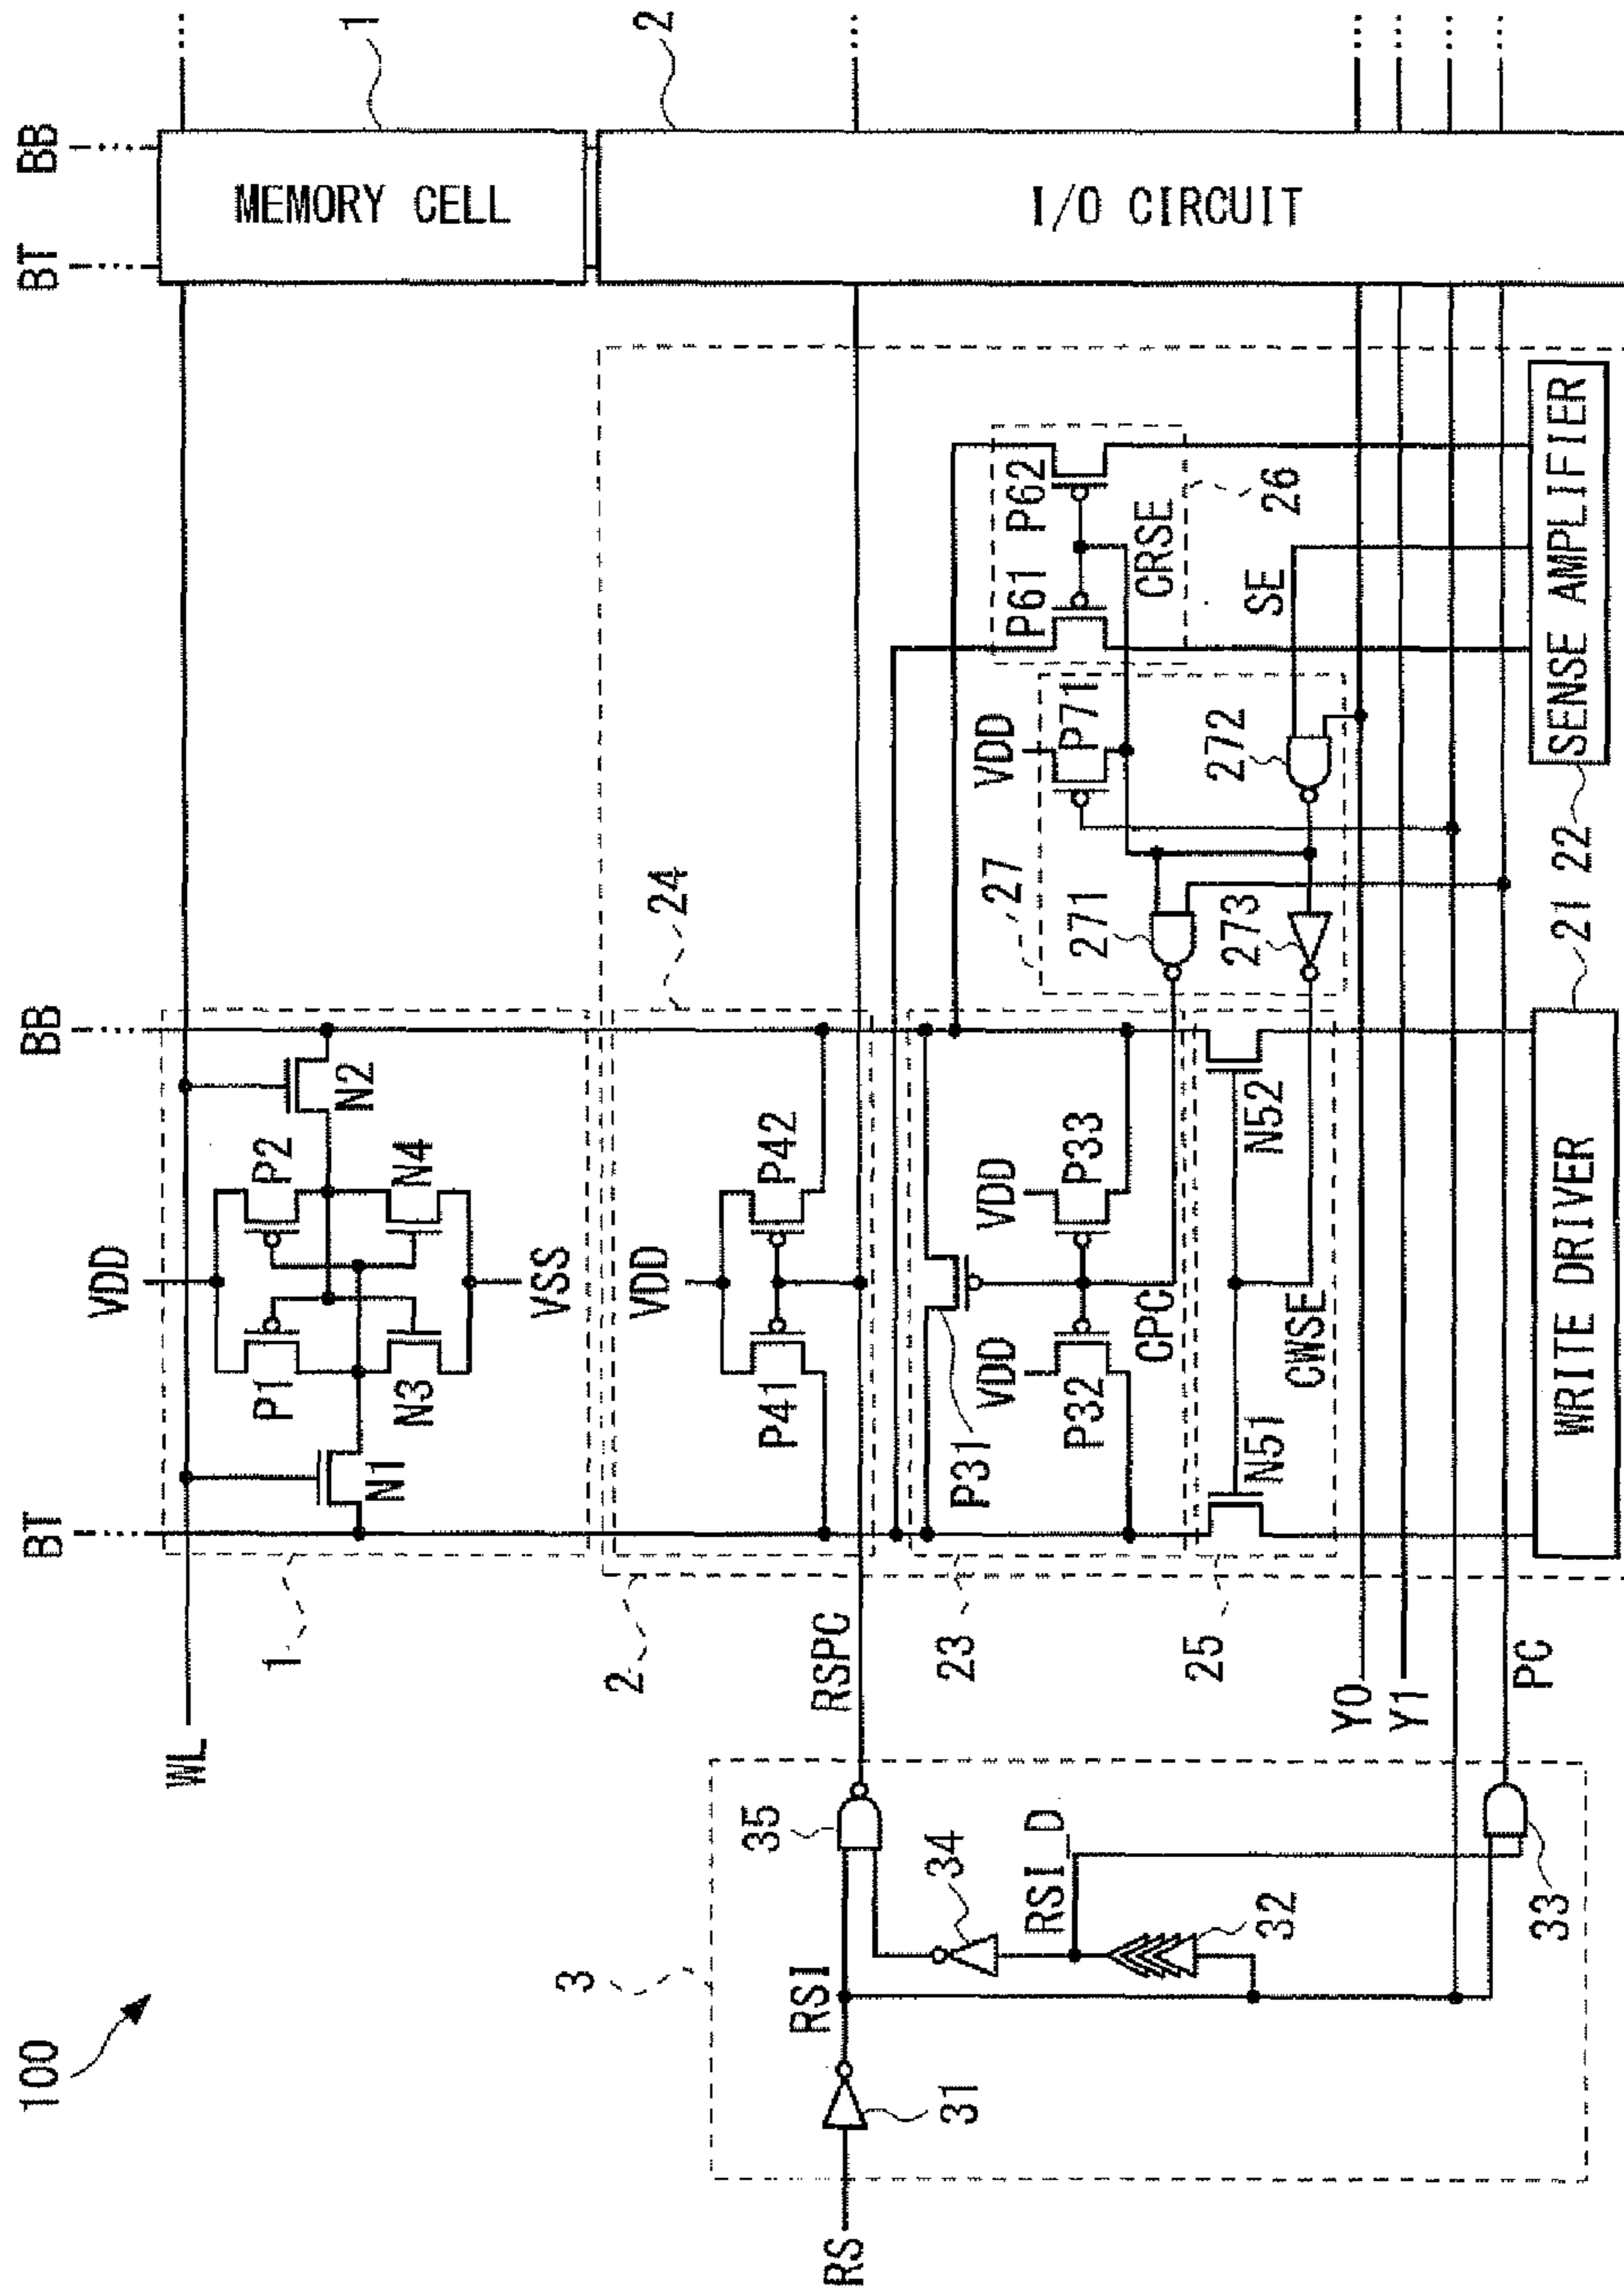 100
RS
31
RSI
3
32
34
RSI_D
35
33
WL
RSPC
Y0
Y1
PC
BT
BB
BT
BB
1
VDD
P1
P2
N1
N2
N3
N4
VSS
MEMORY CELL
1
2
24
VDD
P41
P42
I/O CIRCUIT
2
23
P31
VDD
VDD
P32
P33
CPC
25
N51
N52
CWSE
27
271
272
273
VDD
P71
P61
P62
CRSE
26
SE
WRITE DRIVER
21
22
SENSE AMPLIFIER